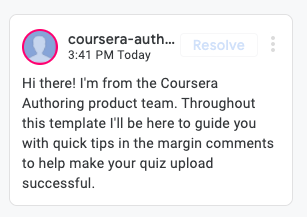 coursera-auth...
Resolve
3:41 PM Today
Hi there! I'm from the Coursera
Authoring product team. Throughout
this template I'll be here to guide you
with quick tips in the margin comments
to help make your quiz upload
successful.